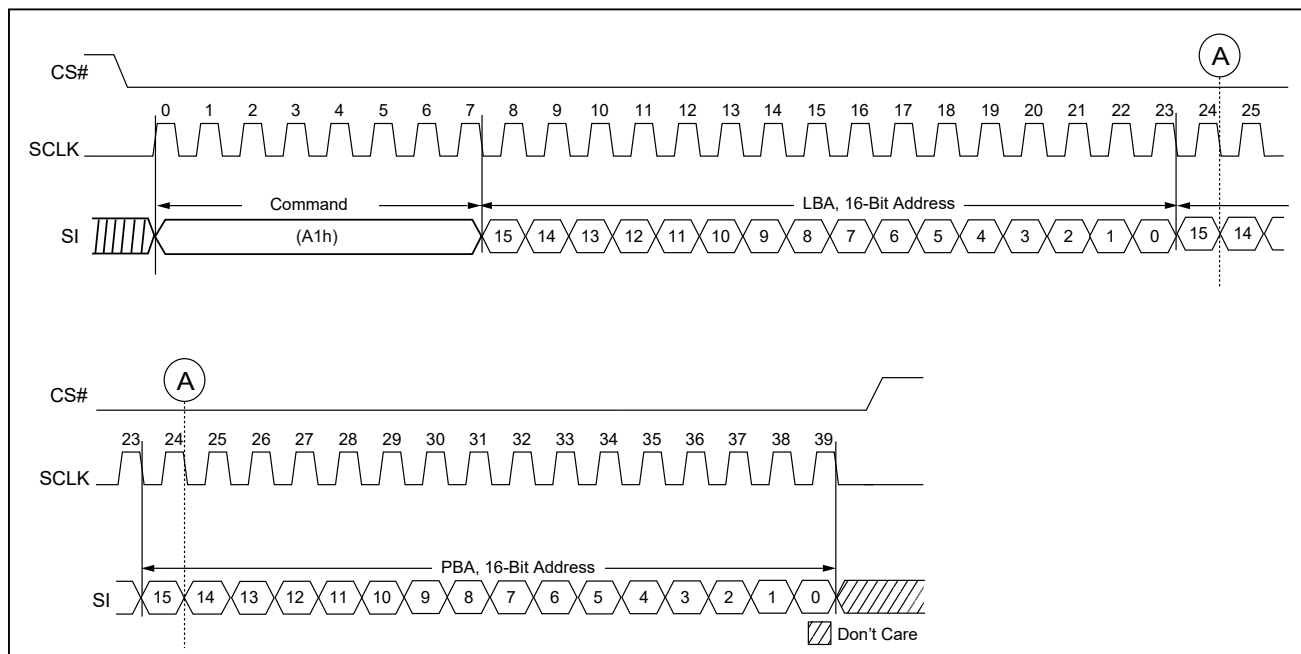 A
CS#
0 1 2 3 4 5 6 7 8 9 10 11 12 13 14 15 16 17 18 19 20 21 22 23 24 25
SCLK
Command LBA, 16-Bit Address
SI (A1h) 15 14 13 12 11 10 9 8 7 6 5 4 3 2 1 0 15 14
A
CS#
23 24 25 26 27 28 29 30 31 32 33 34 35 36 37 38 39
SCLK
PBA, 16-Bit Address
SI 15 14 13 12 11 10 9 8 7 6 5 4 3 2 1 0
Don't Care